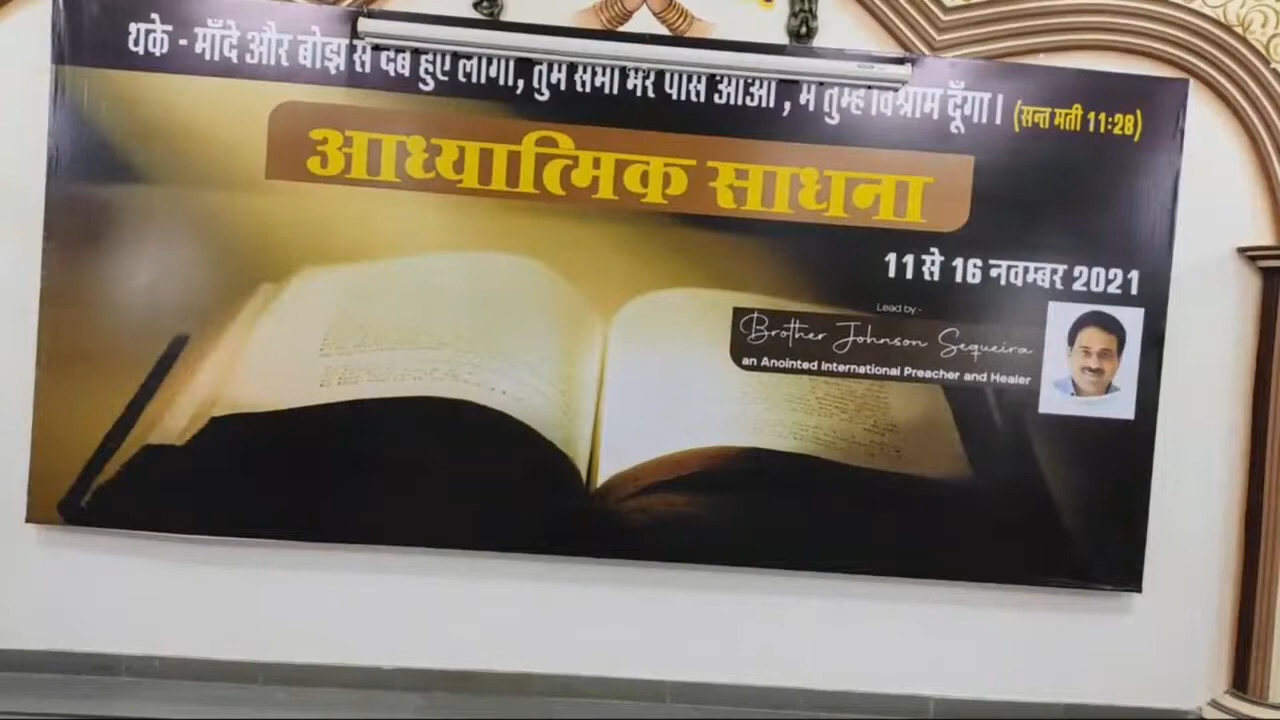 थके - माँदे और बोझ से दबे हुए लोगो, तुम सभी मेरे पास आओ, मैं तुम्हें विश्राम दूँगा। (सन्त मती 11:28)
आध्यात्मिक साधना
11 से 16 नवम्बर 2021
Lead by:-
Brother Johnson Sequeira
an Anointed International Preacher and Healer